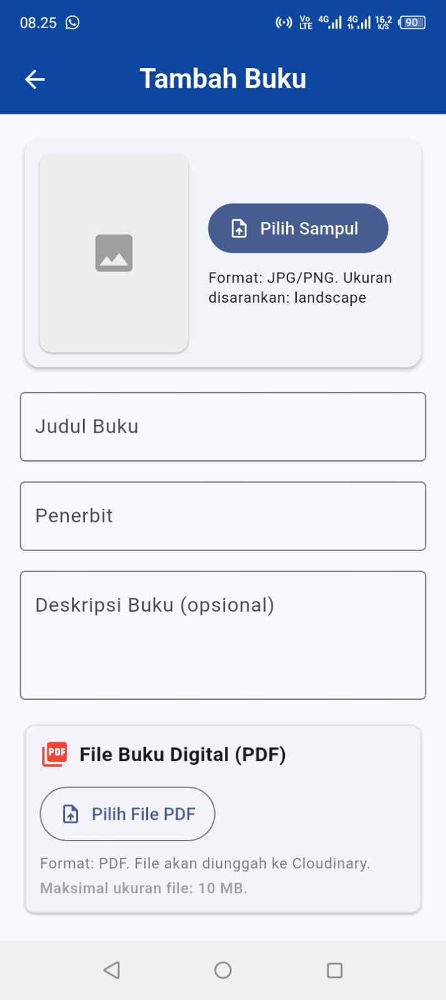 08.25
Vo LTE 4G 4G 16,2 K/S 90
Tambah Buku
Pilih Sampul
Format: JPG/PNG. Ukuran
disarankan: landscape
Judul Buku
Penerbit
Deskripsi Buku (opsional)
PDF File Buku Digital (PDF)
Pilih File PDF
Format: PDF. File akan diunggah ke Cloudinary.
Maksimal ukuran file: 10 MB.